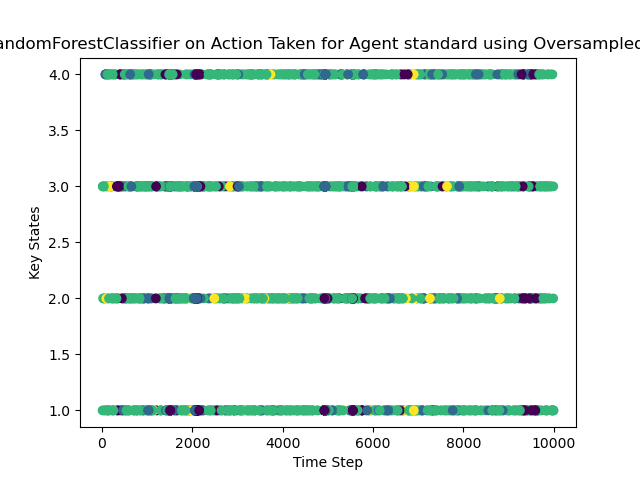 andomForestClassifier on Action Taken for Agent standard using Oversampled
4.0
3.5
3.0
2.5
2.0
1.5
1.0
Key States
0 2000 4000 6000 8000 10000
Time Step